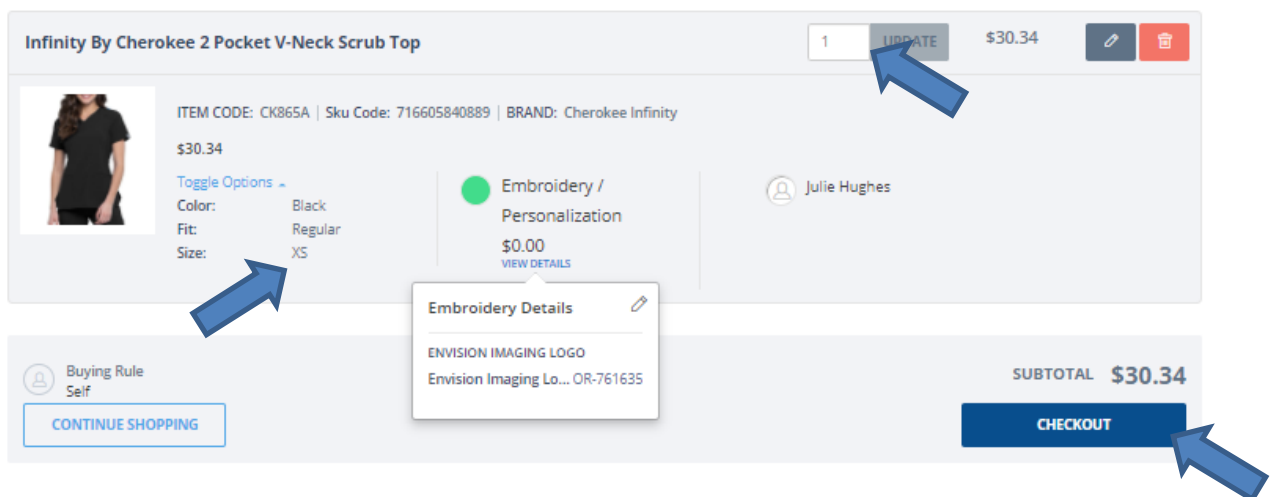 Infinity By Cherokee 2 Pocket V-Neck Scrub Top
1 UPDATE $30.34
ITEM CODE: CK865A | Sku Code: 716605840889 | BRAND: Cherokee Infinity
$30.34
Toggle Options
Color: Black
Fit: Regular
Size: XS
Embroidery /
Personalization
$0.00
VIEW DETAILS
Julie Hughes
Embroidery Details
ENVISION IMAGING LOGO
Envision Imaging Lo... OR-761635
Buying Rule
Self
CONTINUE SHOPPING
SUBTOTAL $30.34
CHECKOUT